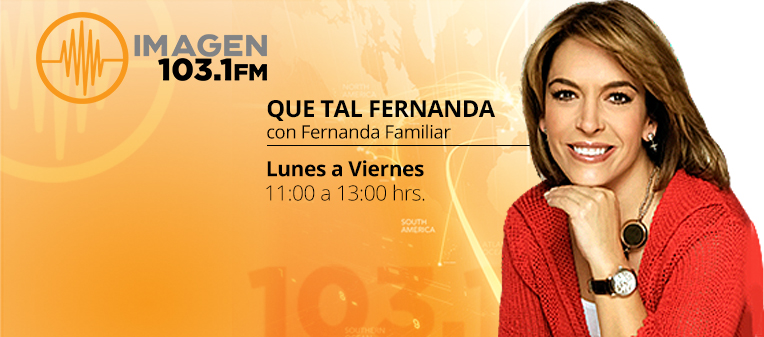 IMAGEN
103.1FM
QUE TAL FERNANDA
con Fernanda Familiar
Lunes a Viernes
11:00 a 13:00 hrs.
SOUTH
AMERICA
103.1